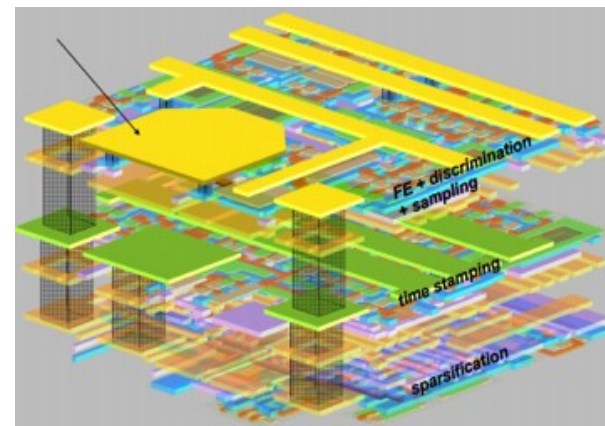 FE + discrimination
+ sampling
time stamping
sparsification